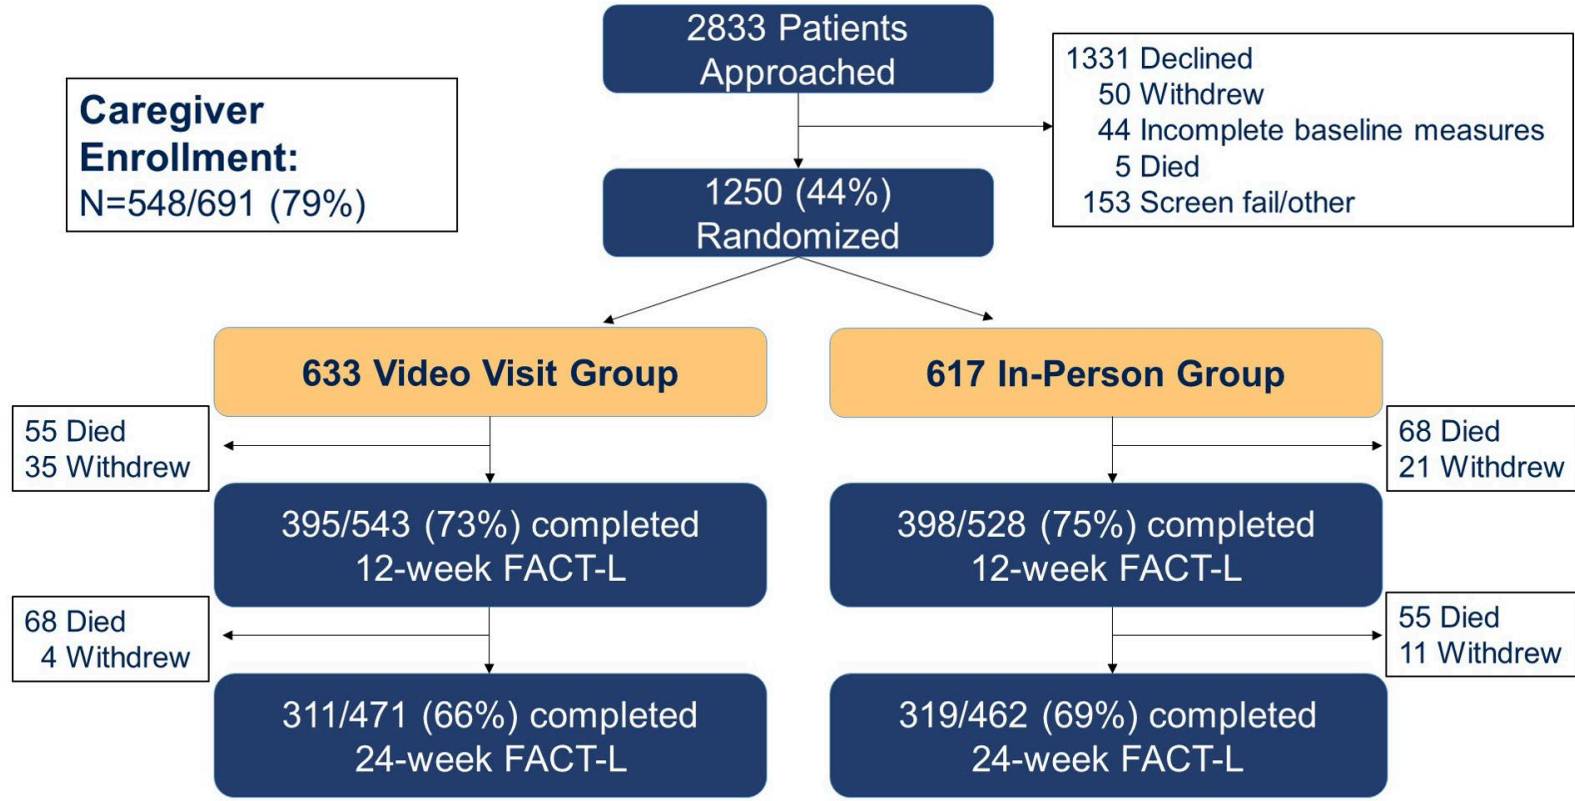 2833 Patients
Approached
1331 Declined
50 Withdrew
44 Incomplete baseline measures
5 Died
153 Screen fail/other
Caregiver
Enrollment:
N=548/691 (79%)
1250 (44%)
Randomized
633 Video Visit Group
617 In-Person Group
55 Died
35 Withdrew
68 Died
21 Withdrew
395/543 (73%) completed
12-week FACT-L
398/528 (75%) completed
12-week FACT-L
68 Died
4 Withdrew
55 Died
11 Withdrew
311/471 (66%) completed
24-week FACT-L
319/462 (69%) completed
24-week FACT-L